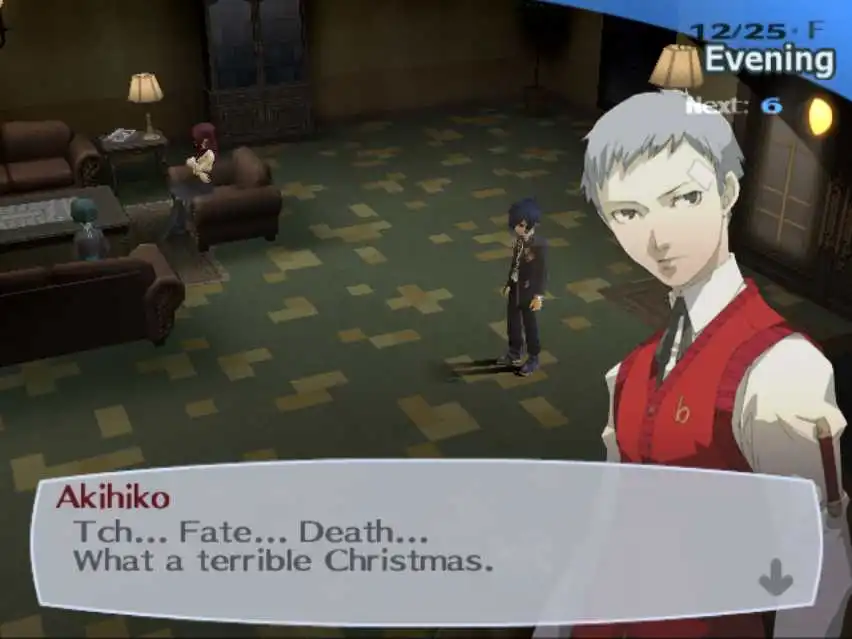 12/25 · F
Evening
Next: 6
Akihiko
Tch... Fate... Death...
What a terrible Christmas.